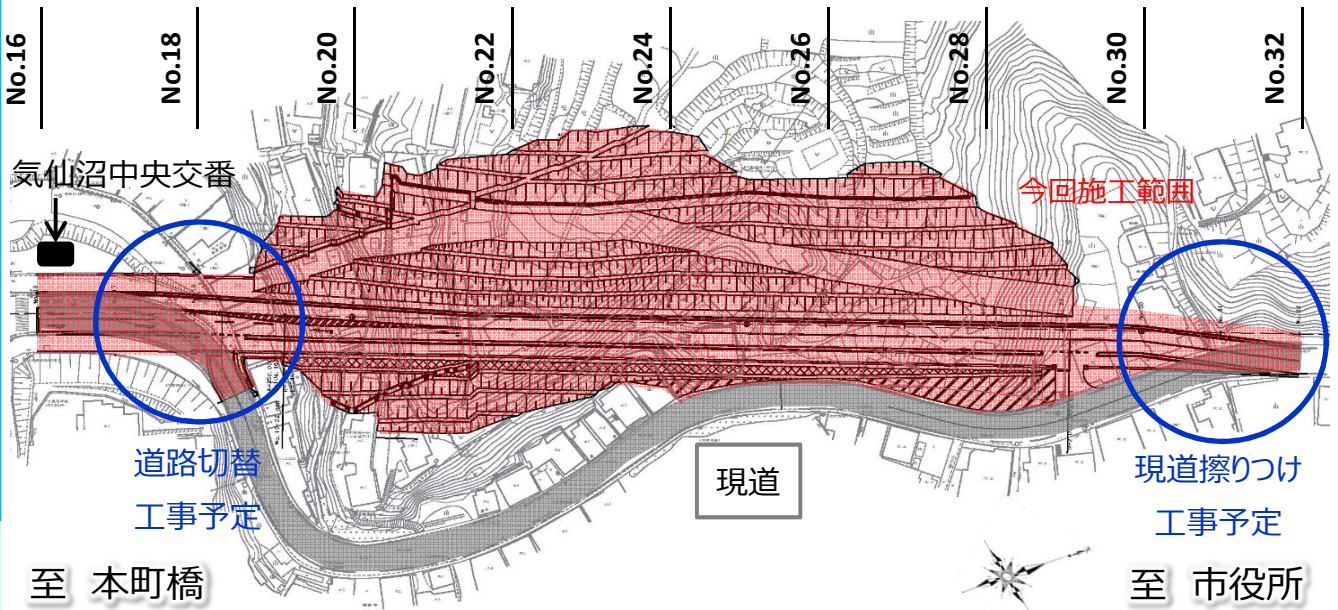 No.16
No.18
No.20
No.22
No.24
No.26
No.28
No.30
No.32
気仙沼中央交番
今回施工範囲
道路切替
工事予定
現道
現道擦りつけ
工事予定
至 本町橋
至 市役所